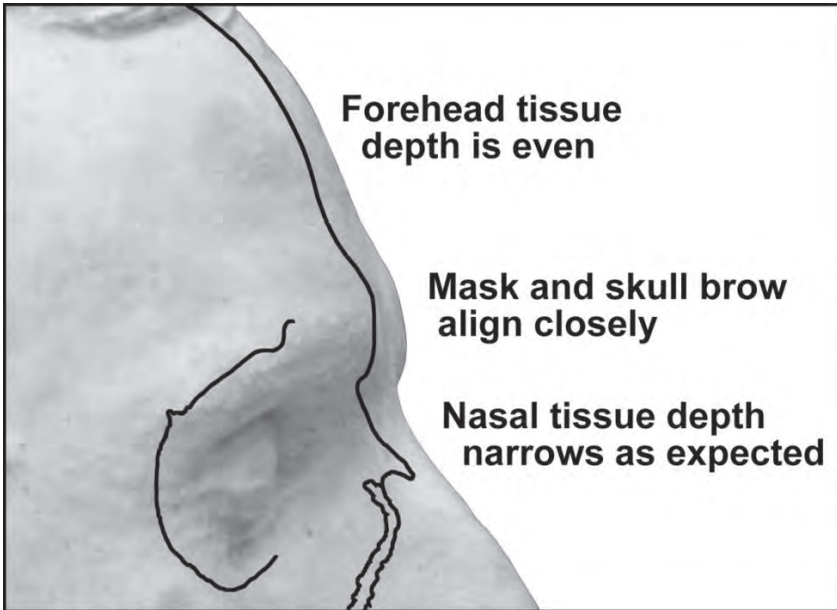 Forehead tissue
depth is even
Mask and skull brow
align closely
Nasal tissue depth
narrows as expected